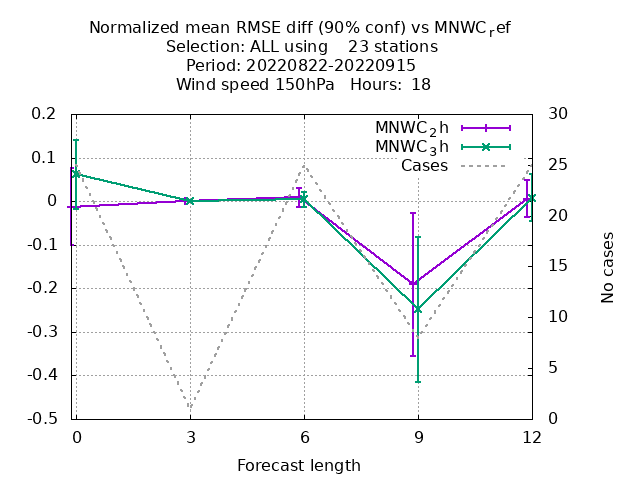 Normalized mean RMSE diff (90% conf) vs MNWC_ref
Selection: ALL using 23 stations
Period: 20220822-20220915
Wind speed 150hPa Hours: 18
MNWC_2h
MNWC_3h
Cases
0.2
0.1
0
-0.1
-0.2
-0.3
-0.4
-0.5
30
25
20
15
10
5
0
No cases
0 3 6 9 12
Forecast length